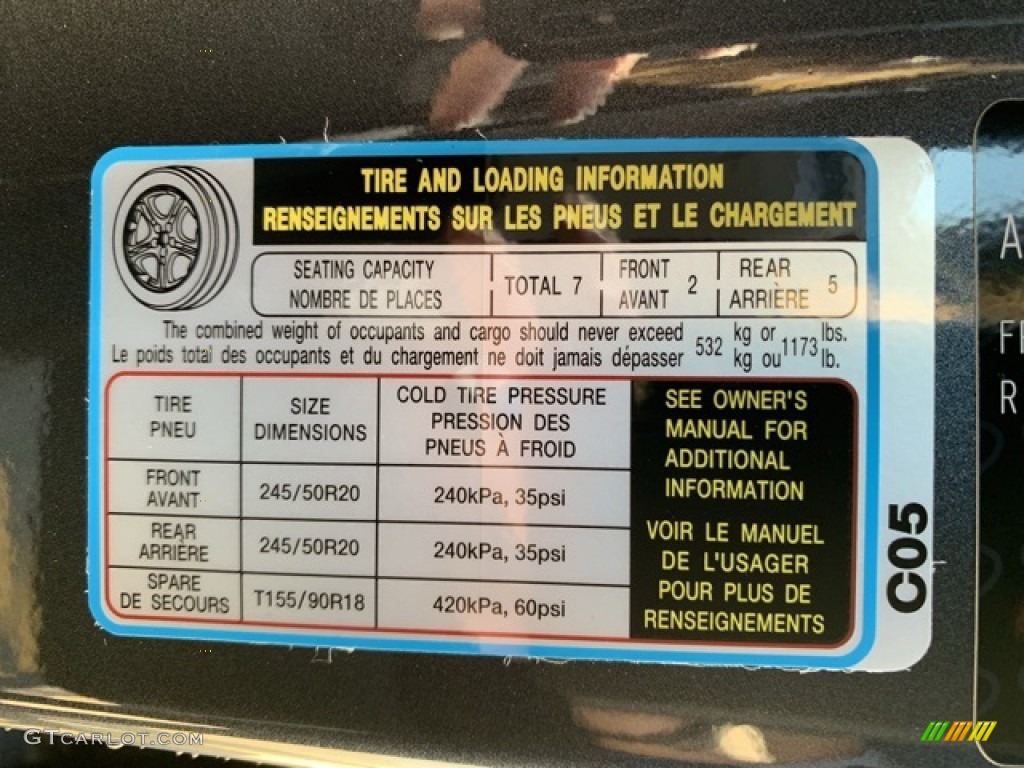 TIRE AND LOADING INFORMATION
RENSEIGNEMENTS SUR LES PNEUS ET LE CHARGEMENT
SEATING CAPACITY
NOMBRE DE PLACES
TOTAL 7
FRONT
AVANT
2
REAR
ARRIÈRE
5
The combined weight of occupants and cargo should never exceed
Le poids total des occupants et du chargement ne doit jamais dépasser
532
kg or
kg ou
1173
lbs.
lb.
TIRE
PNEU
SIZE
DIMENSIONS
COLD TIRE PRESSURE
PRESSION DES
PNEUS À FROID
FRONT
AVANT
245/50R20
240kPa, 35psi
REAR
ARRIÈRE
245/50R20
240kPa, 35psi
SPARE
DE SECOURS
T155/90R18
420kPa, 60psi
SEE OWNER'S
MANUAL FOR
ADDITIONAL
INFORMATION
VOIR LE MANUEL
DE L'USAGER
POUR PLUS DE
RENSEIGNEMENTS
C05
A
F
R
GTCARLOT.COM